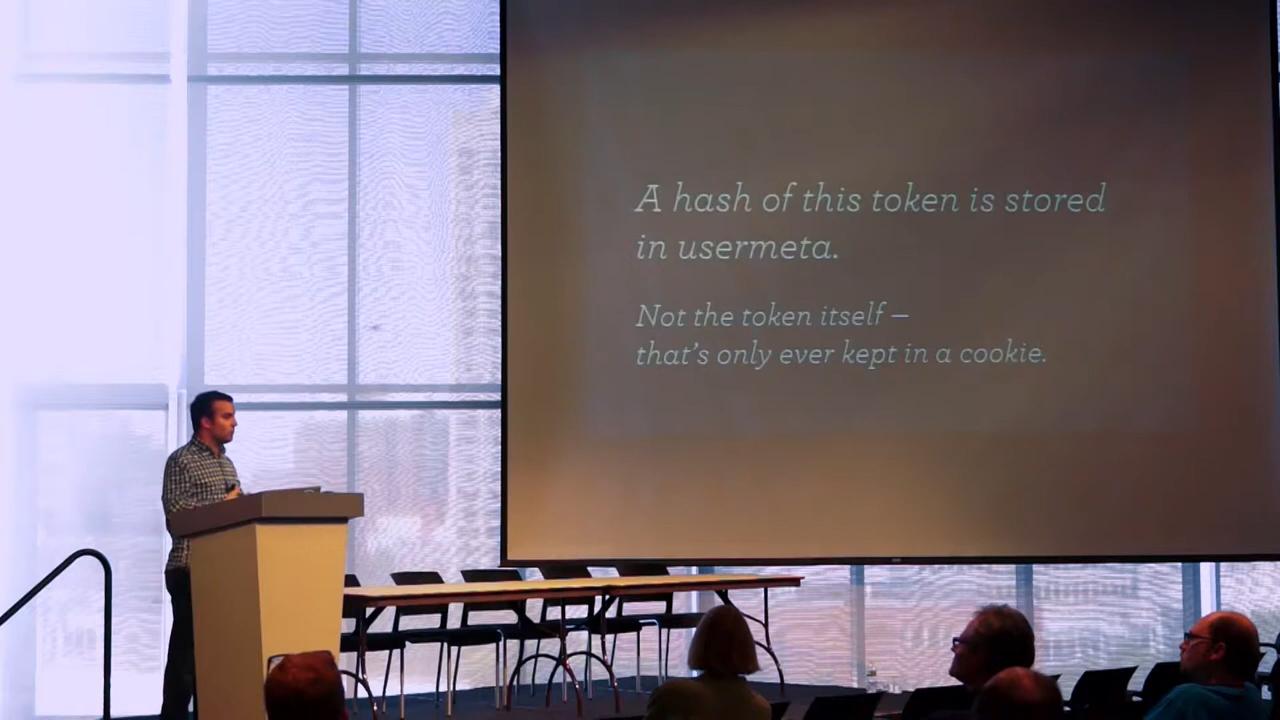 A hash of this token is stored
in usermeta.
Not the token itself –
that's only ever kept in a cookie.